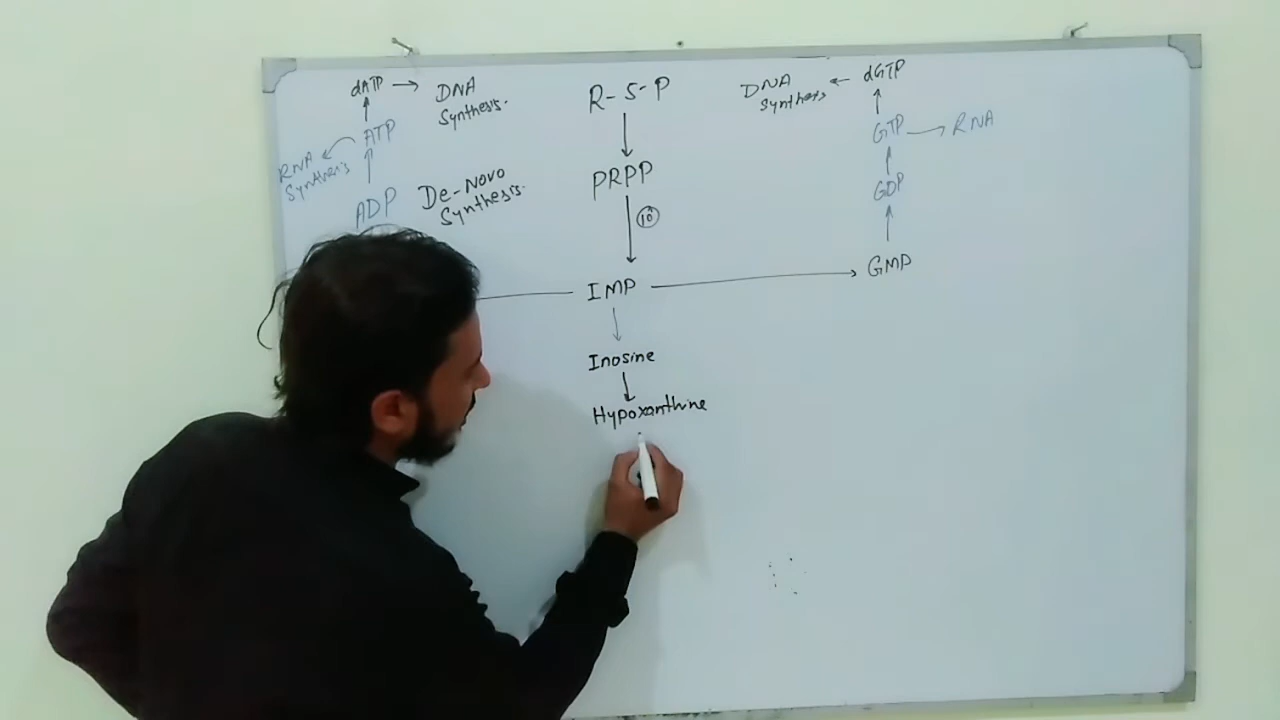 dATP → DNA
Synthesis.
ATP
RNA
Synthesis
ADP
De-Novo
Synthesis.
R-5-P
PRPP
10
IMP
Inosine
Hypoxanthine
DNA ← dGTP
Synthesis
GTP → RNA
GDP
GMP